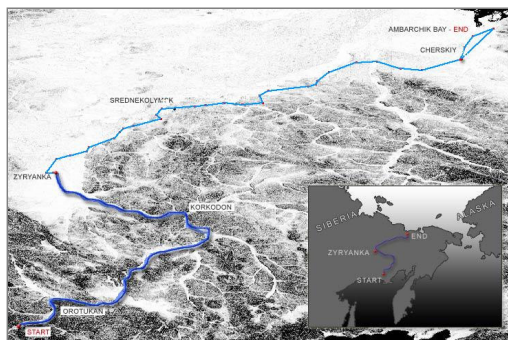 AMBARCHIK BAY - END
CHERSKIY
SREDNEKOLYMSK
ZYRYANKA
KORKODON
OROTUKAN
START
SIBERIA
ALASKA
END
ZYRYANKA
START